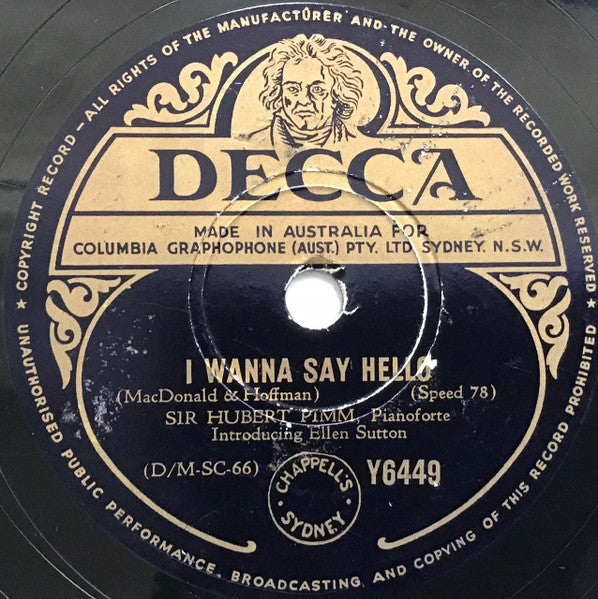 ★ COPYRIGHT RECORD — ALL RIGHTS OF THE MANUFACTURER AND THE OWNER OF THE RECORDED WORK RESERVED ★
DECCA
MADE IN AUSTRALIA FOR
COLUMBIA GRAPHOPHONE (AUST.) PTY. LTD. SYDNEY. N.S.W.
I WANNA SAY HELLO
(MacDonald & Hoffman) (Speed 78)
SIR HUBERT PIMM, Pianoforte
Introducing Ellen Sutton
(D/M-SC-66) Y6449
CHAPPELL'S
SYDNEY
UNAUTHORISED PUBLIC PERFORMANCE, BROADCASTING AND COPYING OF THIS RECORD PROHIBITED